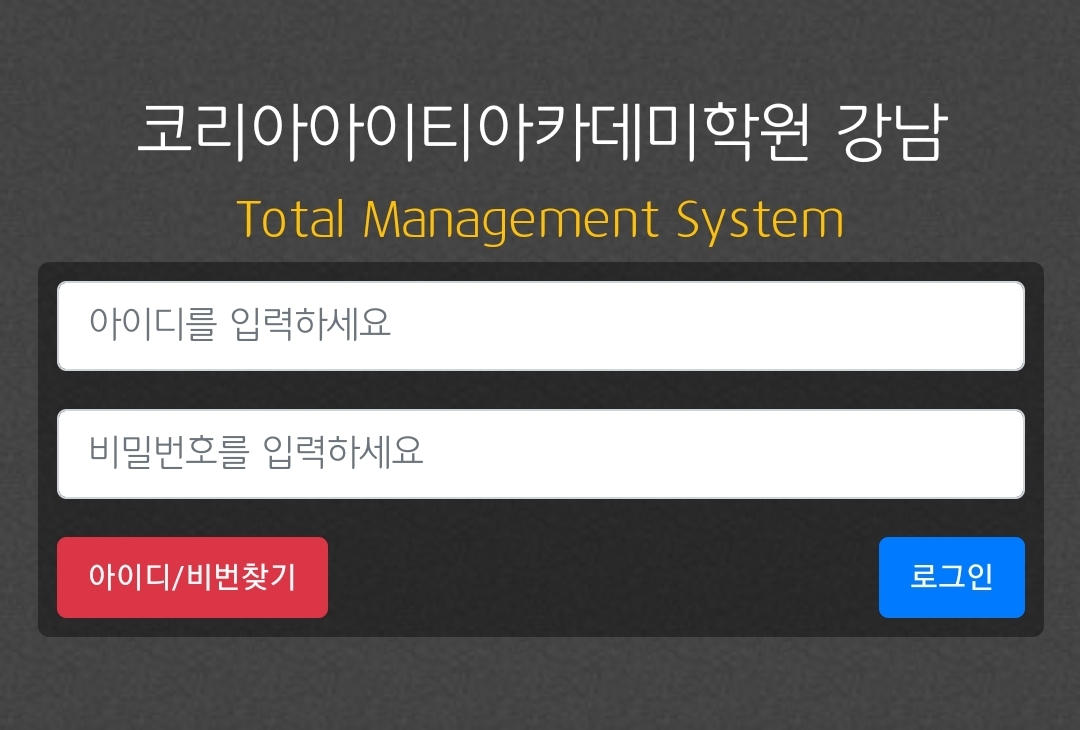 코리아아이티아카데미학원 강남
Total Management System
아이디를 입력하세요
비밀번호를 입력하세요
아이디/비번찾기
로그인